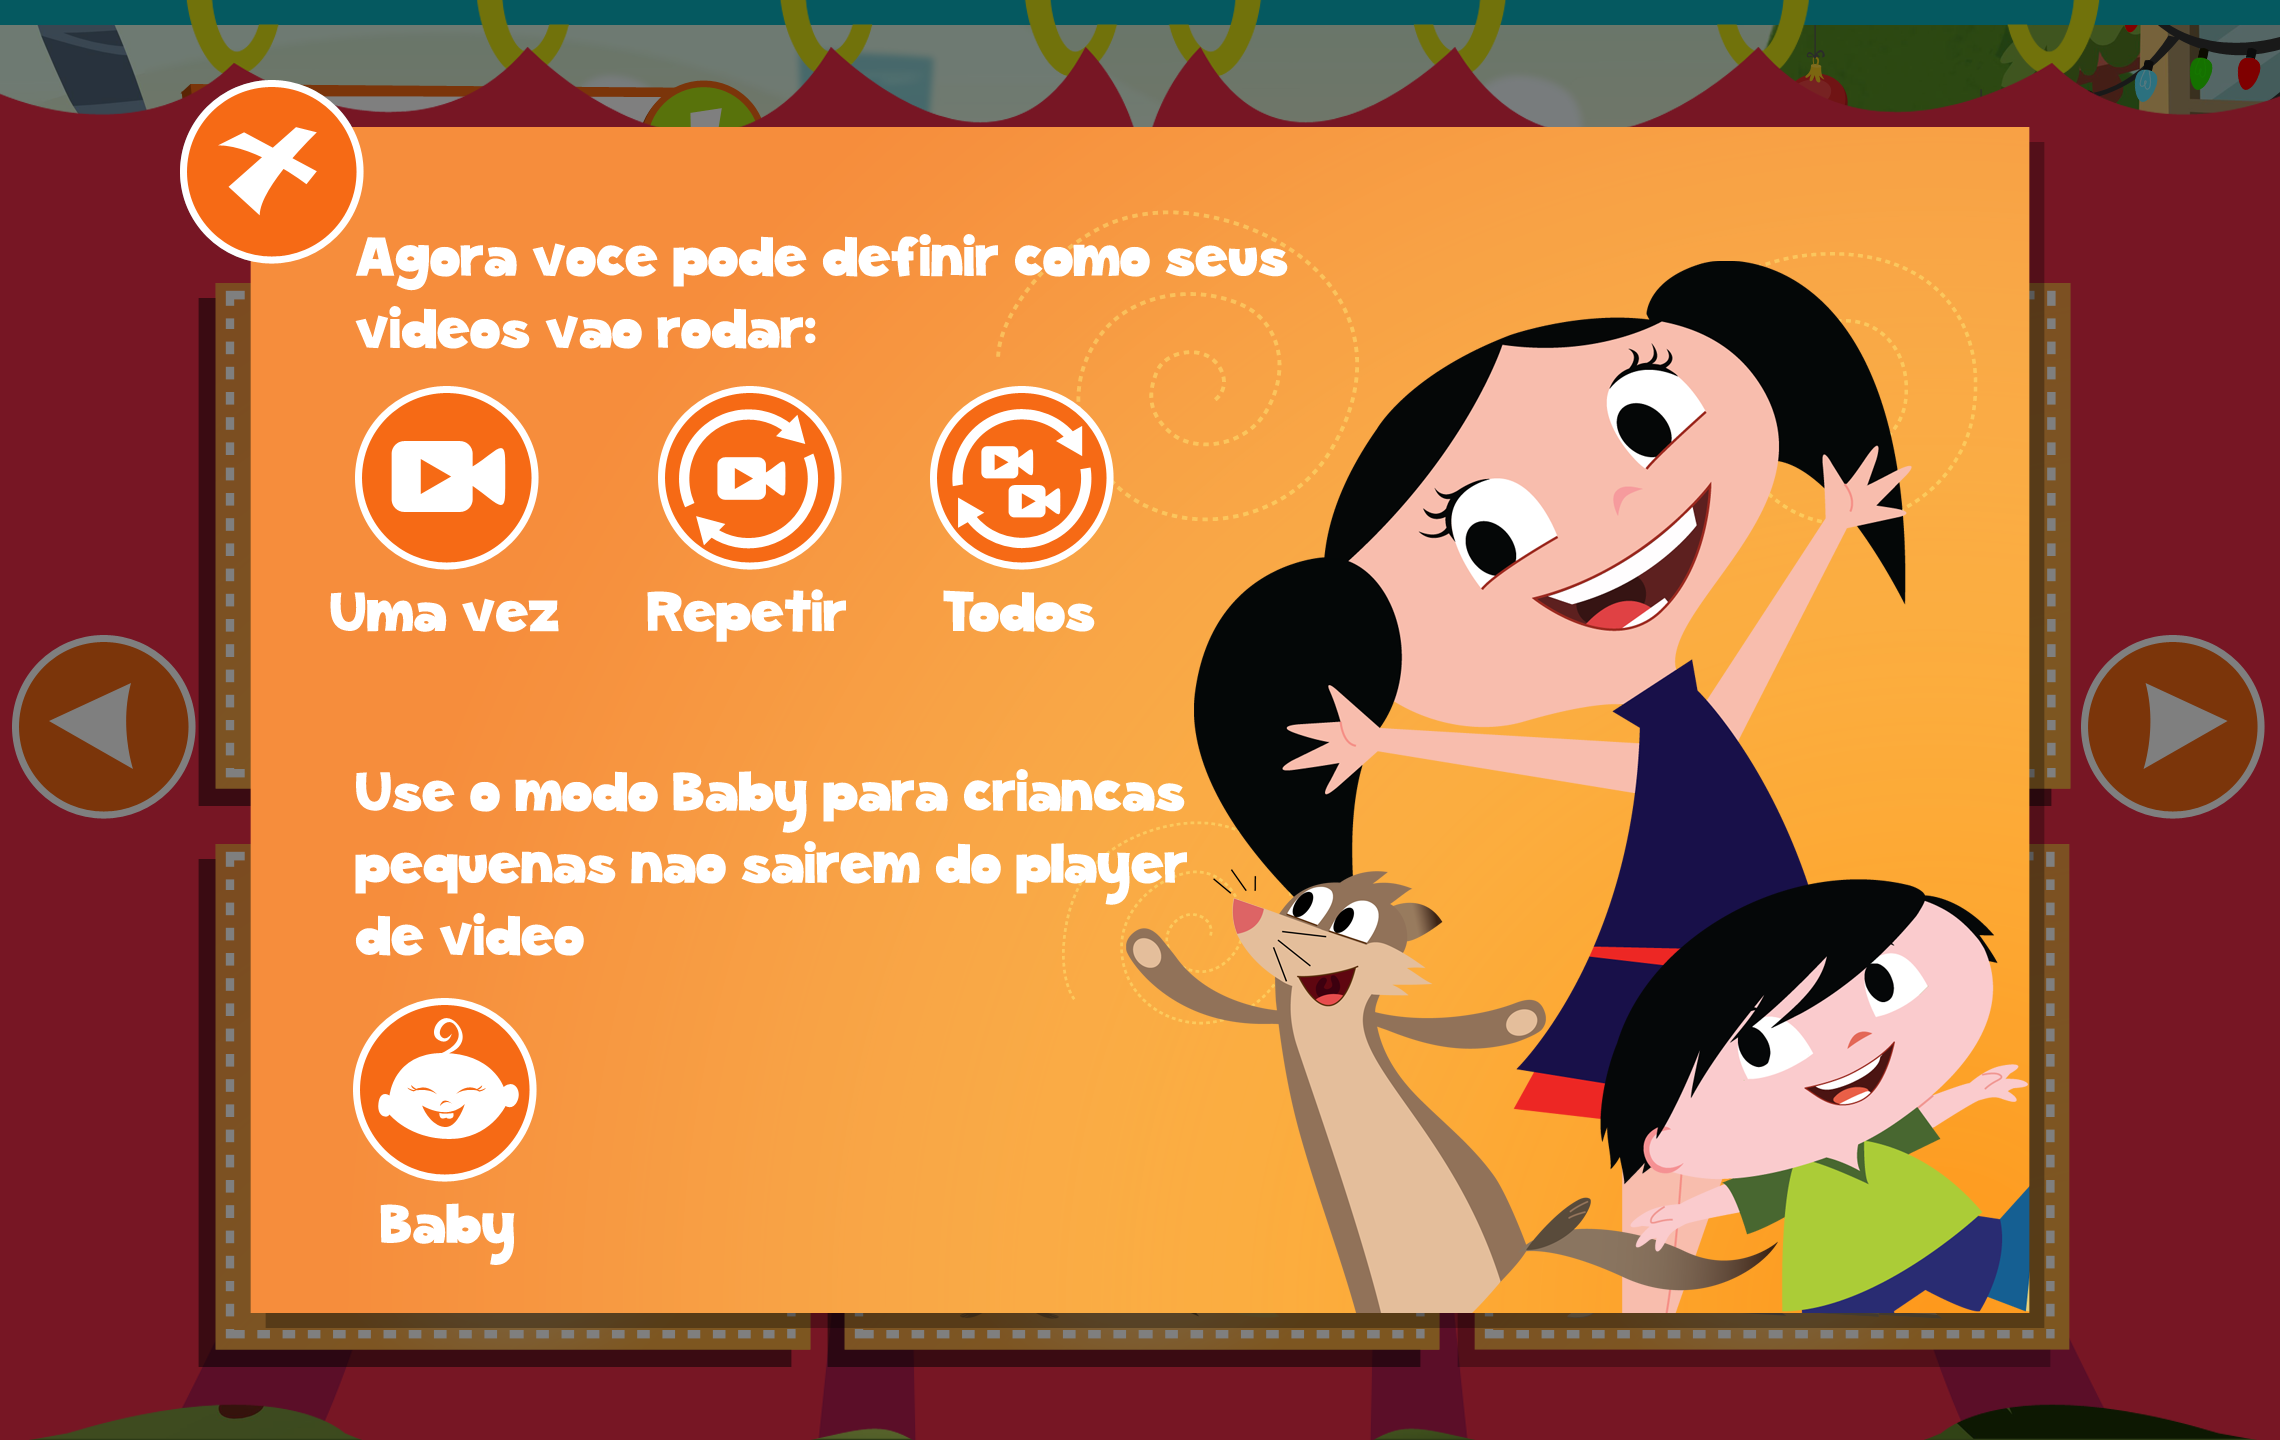 Agora voce pode definir como seus
videos vao rodar:
Uma vez
Repetir
Todos
Use o modo Baby para criancas
pequenas nao sairem do player
de video
Baby